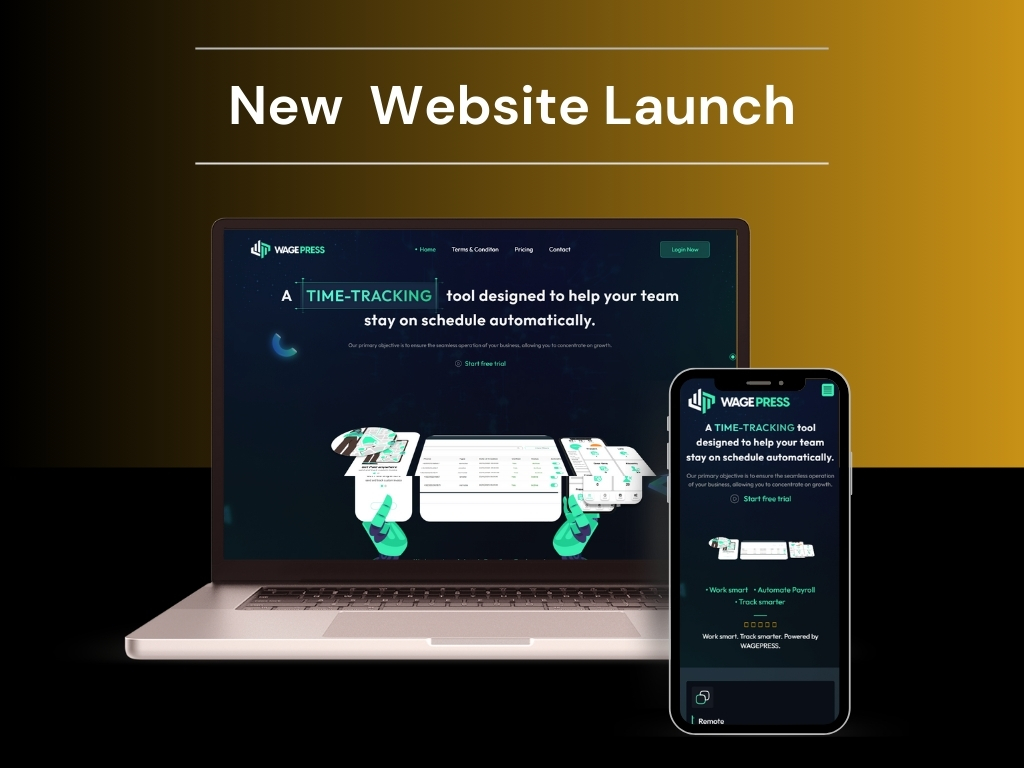 New Website Launch
WAGEPRESS
Home Terms & Conditon Pricing Contact
Login Now
A TIME-TRACKING tool designed to help your team
stay on schedule automatically.
Our primary objective is to ensure the seamless operation of your business, allowing you to concentrate on growth.
Start free trial
WAGEPRESS
A TIME-TRACKING tool
designed to help your team
stay on schedule automatically.
Our primary objective is to ensure the seamless operation
of your business, allowing you to concentrate on growth.
Start free trial
• Work smart • Automate Payroll
• Track smarter
Work smart. Track smarter. Powered by
WAGEPRESS.
Remote